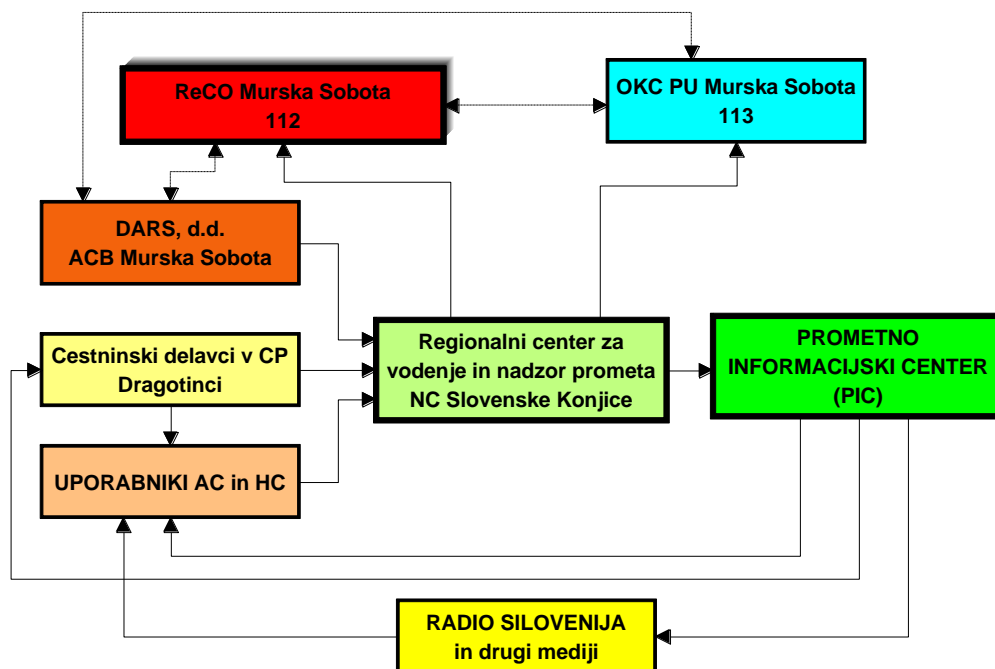 ReCO Murska Sobota
112
OKC PU Murska Sobota
113
DARS, d.d.
ACB Murska Sobota
Cestninski delavci v CP
Dragotinci
Regionalni center za
vodenje in nadzor prometa
NC Slovenske Konjice
PROMETNO
INFORMACIJSKI CENTER
(PIC)
UPORABNIKI AC in HC
RADIO SILOVENIJA
in drugi mediji